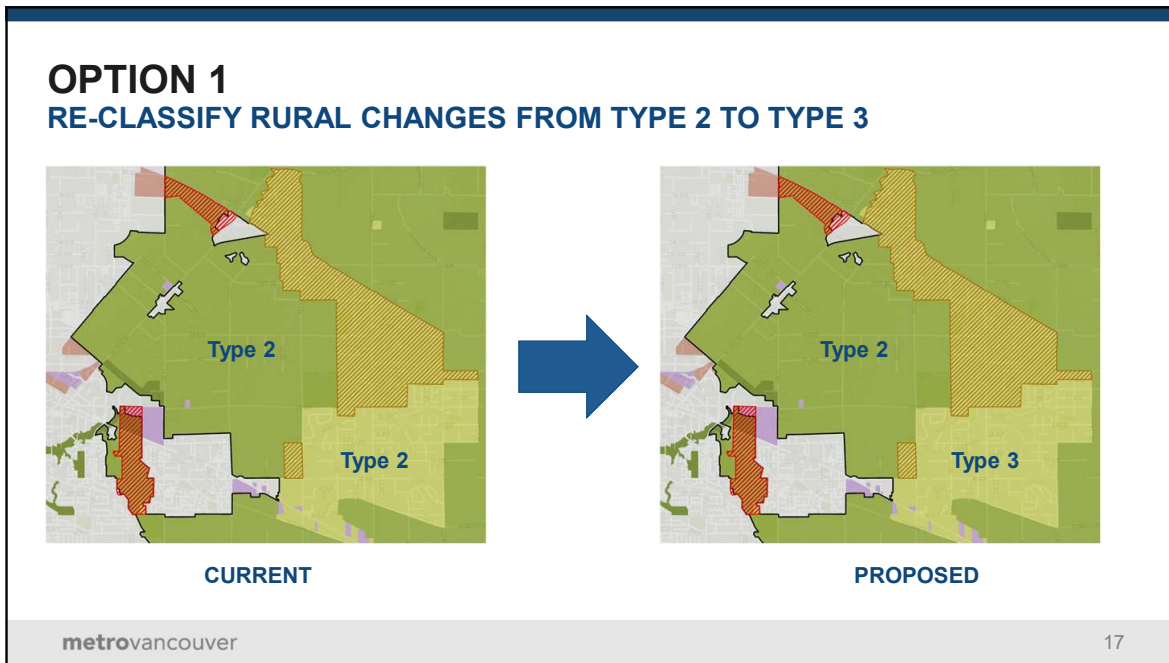 OPTION 1
RE-CLASSIFY RURAL CHANGES FROM TYPE 2 TO TYPE 3
Type 2
Type 2
Type 2
Type 3
CURRENT
PROPOSED
metrovancouver
17